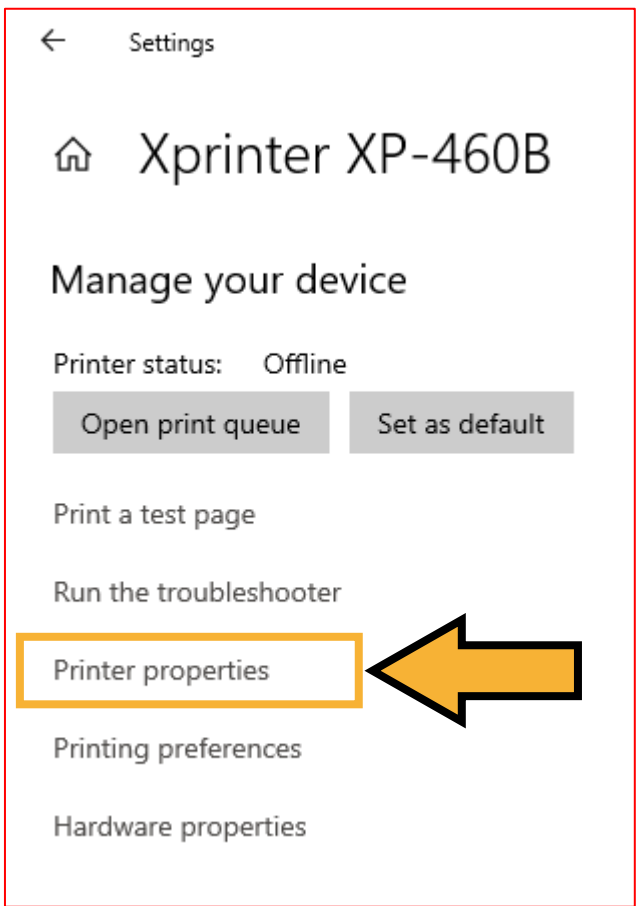 Settings
Xprinter XP-460B
Manage your device
Printer status: Offline
Open print queue
Set as default
Print a test page
Run the troubleshooter
Printer properties
Printing preferences
Hardware properties